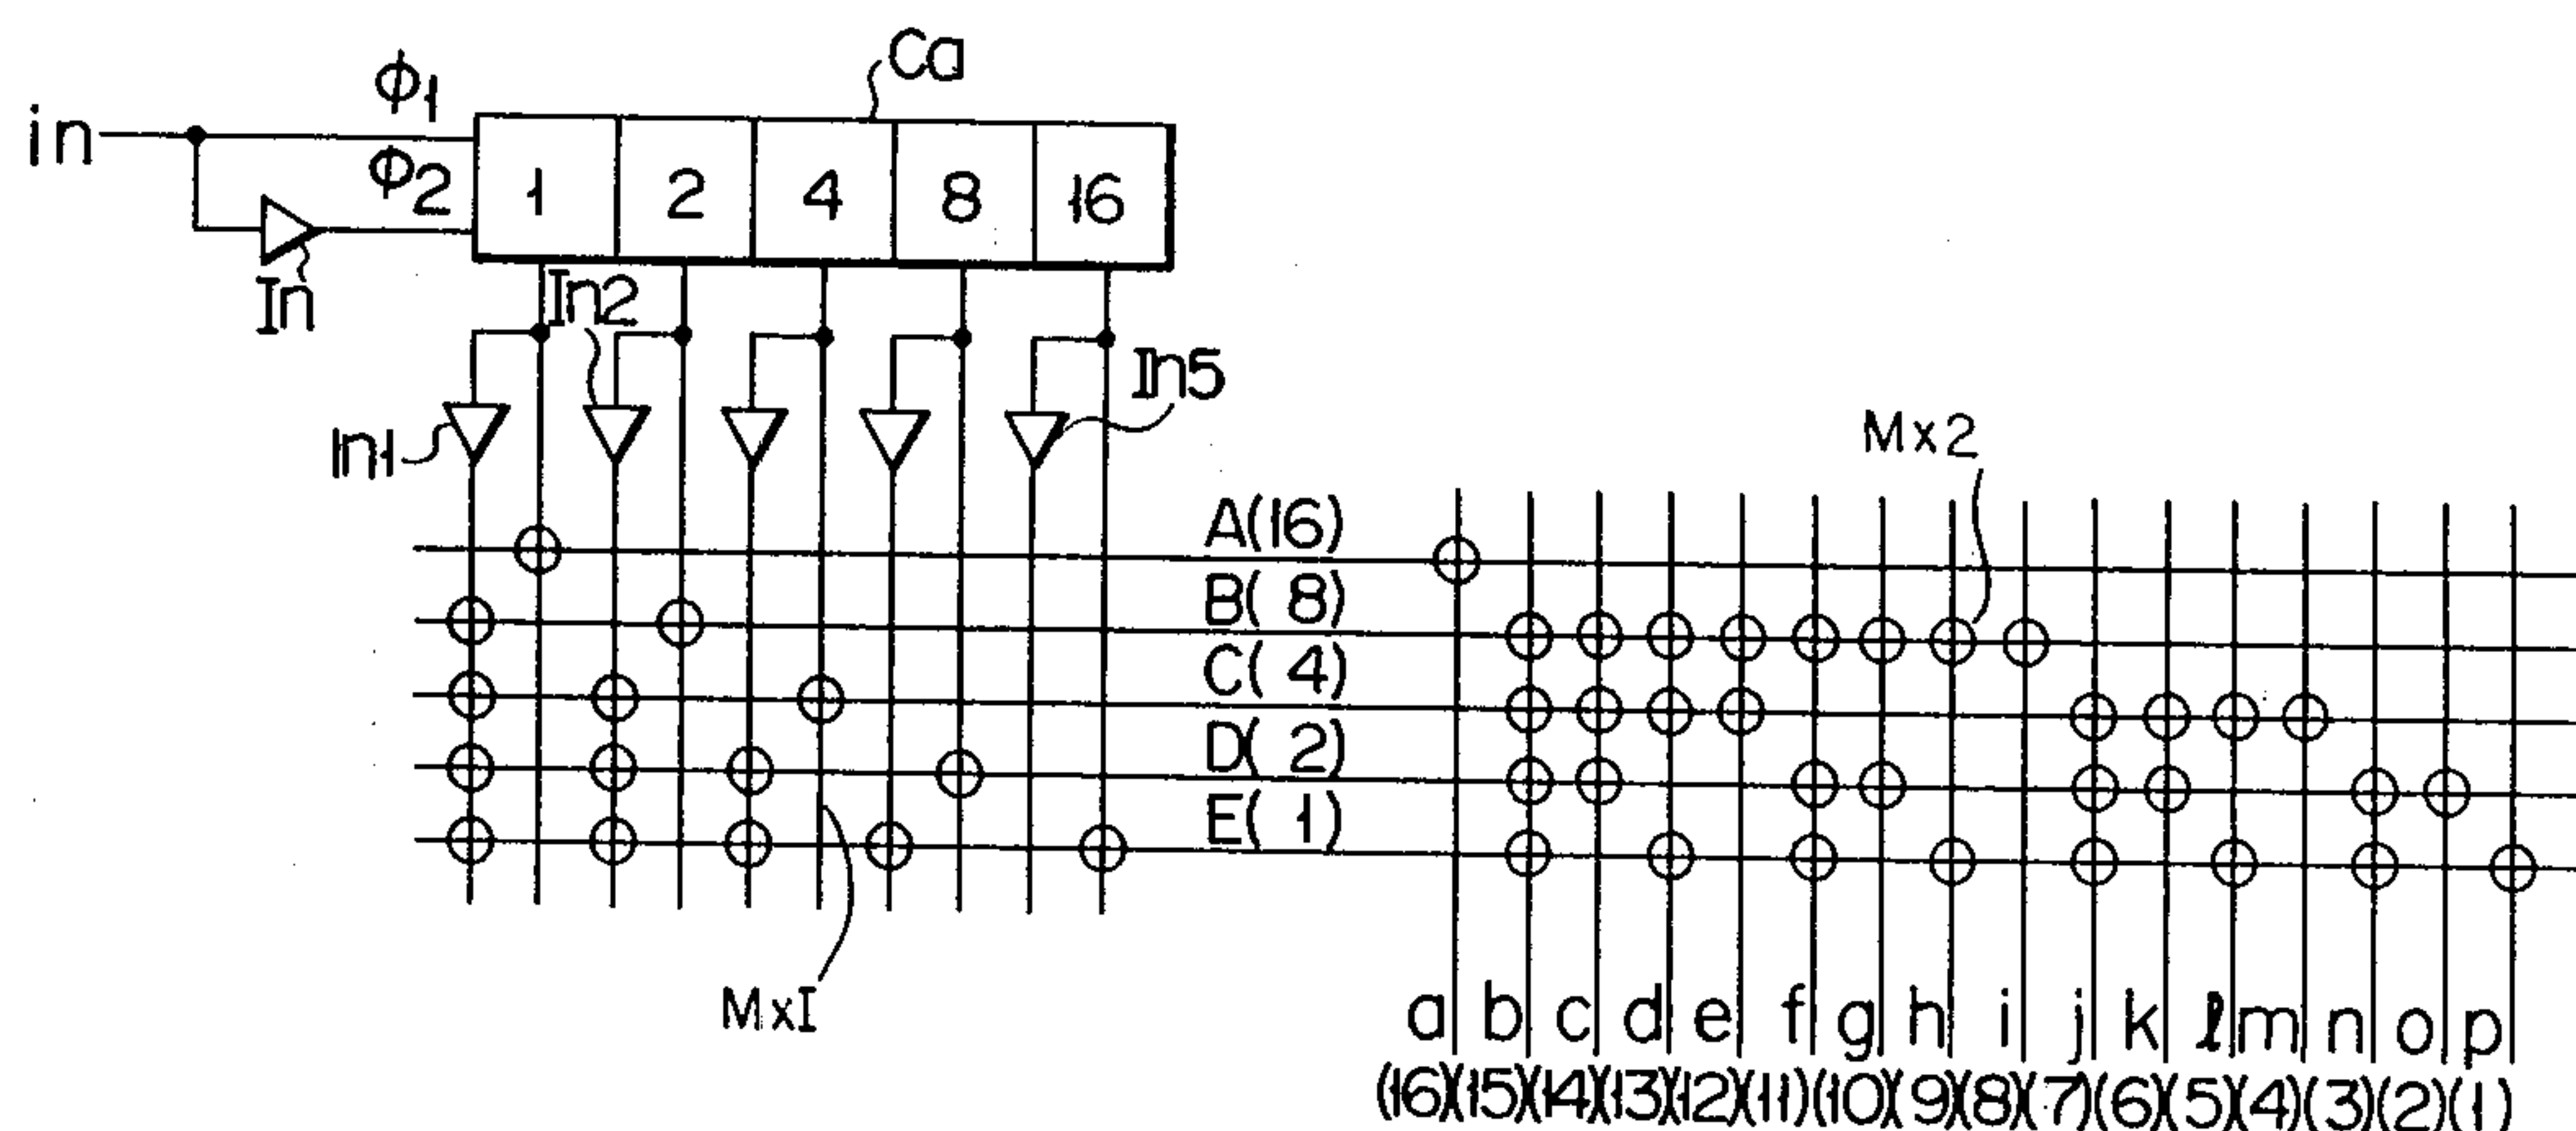 Ca
in
ϕ1
ϕ2
1 2 4 8 16
In
In2
In5
In1
Mx2
A(16)
B( 8)
C( 4)
D( 2)
E( 1)
MxI
a b c d e f g h i j k ℓ m n o p
(16)(15)(14)(13)(12)(11)(10)(9)(8)(7)(6)(5)(4)(3)(2)(1)